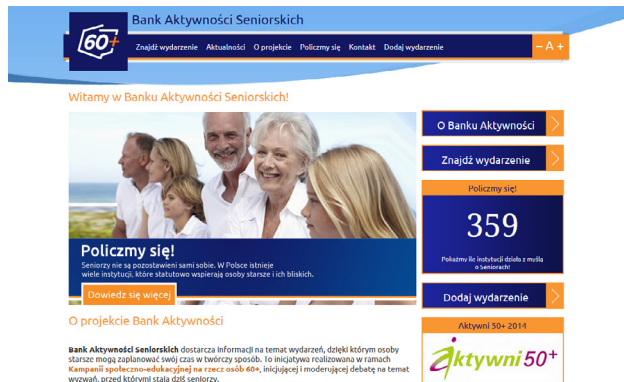 Bank Aktywności Seniorskich
60+
Znajdź wydarzenie Aktualności O projekcie Policzmy się Kontakt Dodaj wydarzenie
– A +
Witamy w Banku Aktywności Seniorskich!
Policzmy się!
Seniorzy nie są pozostawieni sami sobie. W Polsce istnieje
wiele instytucji, które statutowo wspierają osoby starsze i ich bliskich.
Dowiedz się więcej
O Banku Aktywności
Znajdź wydarzenie
Policzmy się!
359
Pokażmy ile instytucji działa z myślą
o Seniorach!
Dodaj wydarzenie
Aktywni 50+ 2014
Aktywni 50+
O projekcie Bank Aktywności
Bank Aktywności Seniorskich dostarcza informacji na temat wydarzeń, dzięki którym osoby
starsze mogą zaplanować swój czas w twórczy sposób. To inicjatywa realizowana w ramach
Kampanii społeczno-edukacyjnej na rzecz osób 60+, inicjującej i moderującej debatę na temat
wyzwań, przed którymi stają dziś seniorzy.